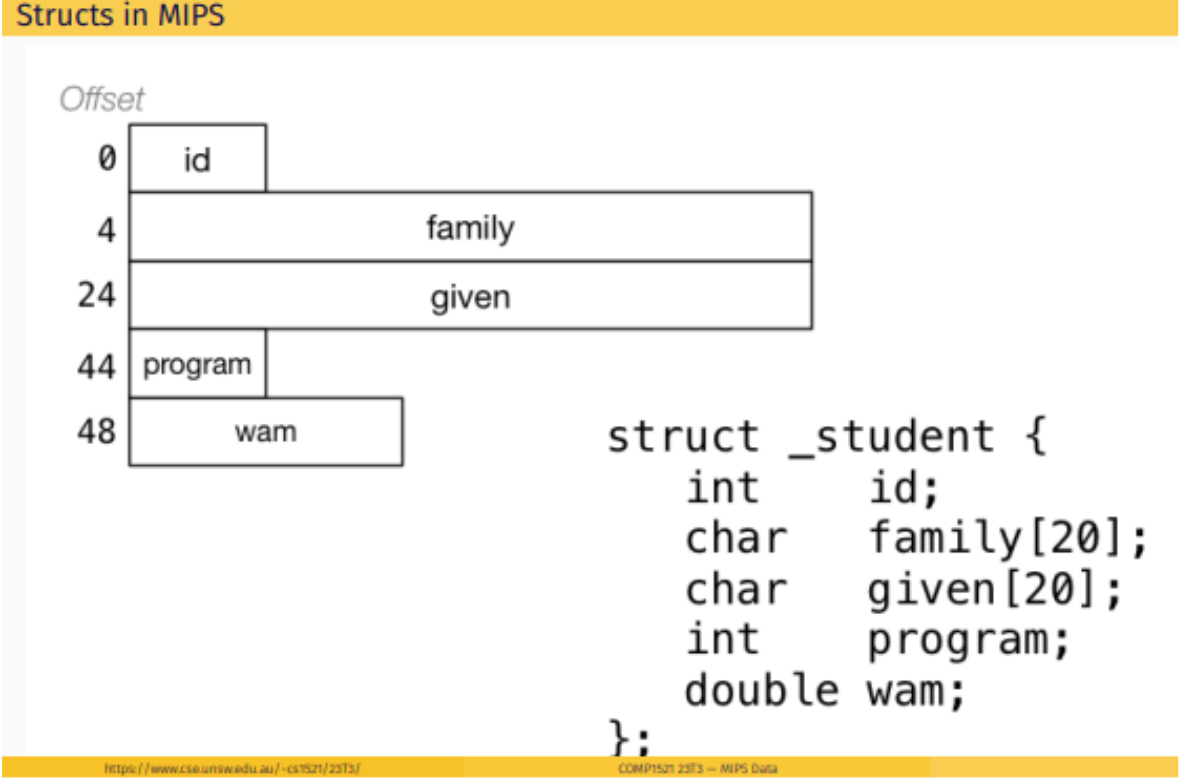 Structs in MIPS
Offset
0 id
4 family
24 given
44 program
48 wam
struct _student {
int id;
char family[20];
char given[20];
int program;
double wam;
};
https://www.cse.unsw.edu.au/~cs1521/23T3/
COMP1521 23T3 — MIPS Data